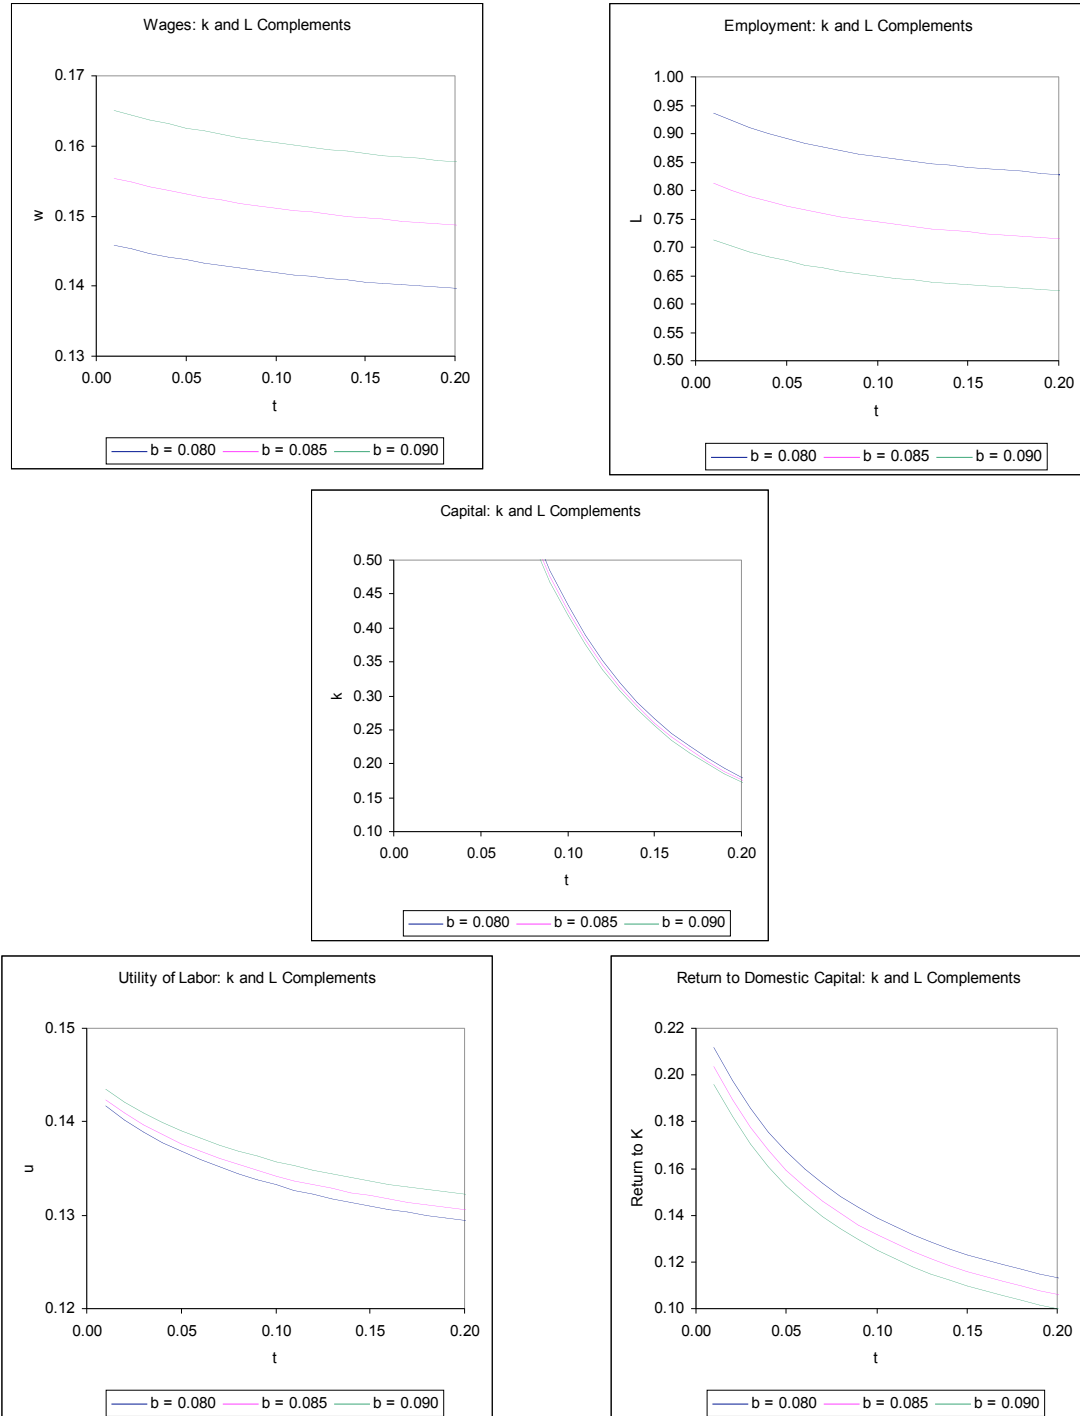 Wages: k and L Complements
0.17
0.16
0.15
0.14
0.13
w
0.00 0.05 0.10 0.15 0.20
t
b = 0.080 b = 0.085 b = 0.090
Employment: k and L Complements
1.00
0.95
0.90
0.85
0.80
0.75
0.70
0.65
0.60
0.55
0.50
L
0.00 0.05 0.10 0.15 0.20
t
b = 0.080 b = 0.085 b = 0.090
Capital: k and L Complements
0.50
0.45
0.40
0.35
0.30
0.25
0.20
0.15
0.10
k
0.00 0.05 0.10 0.15 0.20
t
b = 0.080 b = 0.085 b = 0.090
Utility of Labor: k and L Complements
0.15
0.14
0.13
0.12
u
0.00 0.05 0.10 0.15 0.20
t
b = 0.080 b = 0.085 b = 0.090
Return to Domestic Capital: k and L Complements
0.22
0.20
0.18
0.16
0.14
0.12
0.10
Return to K
0.00 0.05 0.10 0.15 0.20
t
b = 0.080 b = 0.085 b = 0.090